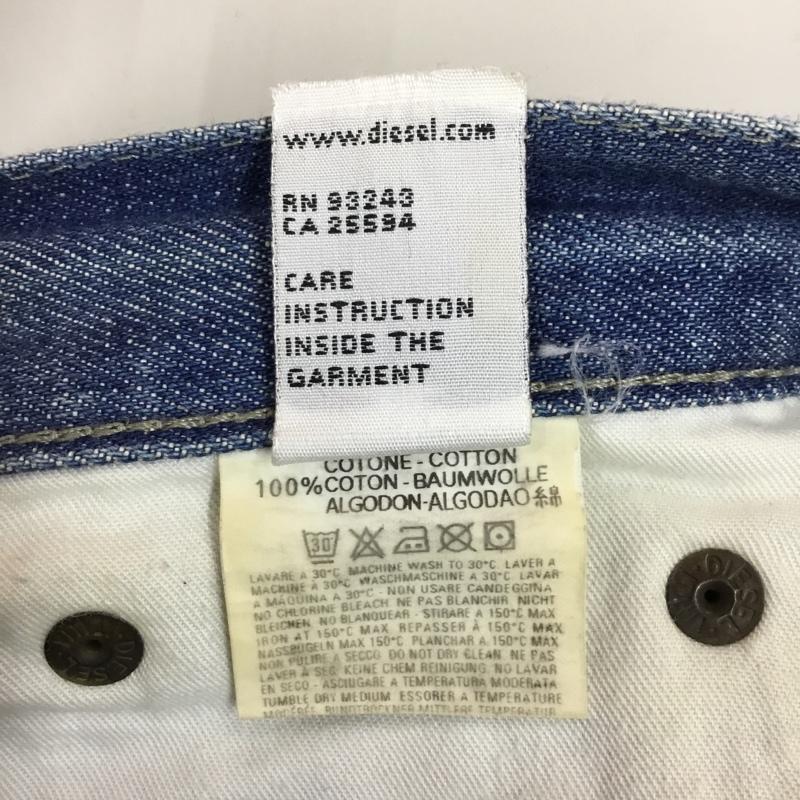 www.diesel.com
RN 93243
CA 25594
CARE
INSTRUCTION
INSIDE THE
GARMENT
COTONE - COTTON
100% COTON - BAUMWOLLE
ALGODON - ALGODAO 綿
30
LAVARE A 30°C MACHINE WASH TO 30°C LAVER A
MACHINE A 30°C WASCHMASCHINE A 30°C LAVAR
A MAQUINA A 30°C - NON USARE CANDEGGINA
NO CHLORINE BLEACH NE PAS BLANCHIR NICHT
BLEICHEN NO BLANQUEAR - STIRARE A 150°C MAX
IRON AT 150°C MAX REPASSER À 150°C MAX
NASSBUGELN MAX 150°C PLANCHAR A 150°C MAX
NON PULIRE A SECCO DO NOT DRY CLEAN NE PAS
LAVER À SEC KEINE CHEM REINIGUNG NO LAVAR
EN SECO - ASCIUGARE A TEMPERATURA MODERATA
TUMBLE DRY MEDIUM ESSORER A TEMPERATURE
MODÉRÉE RUNDTROCKNER MITTLERE TEMPERATUR
DIESEL
DIESEL